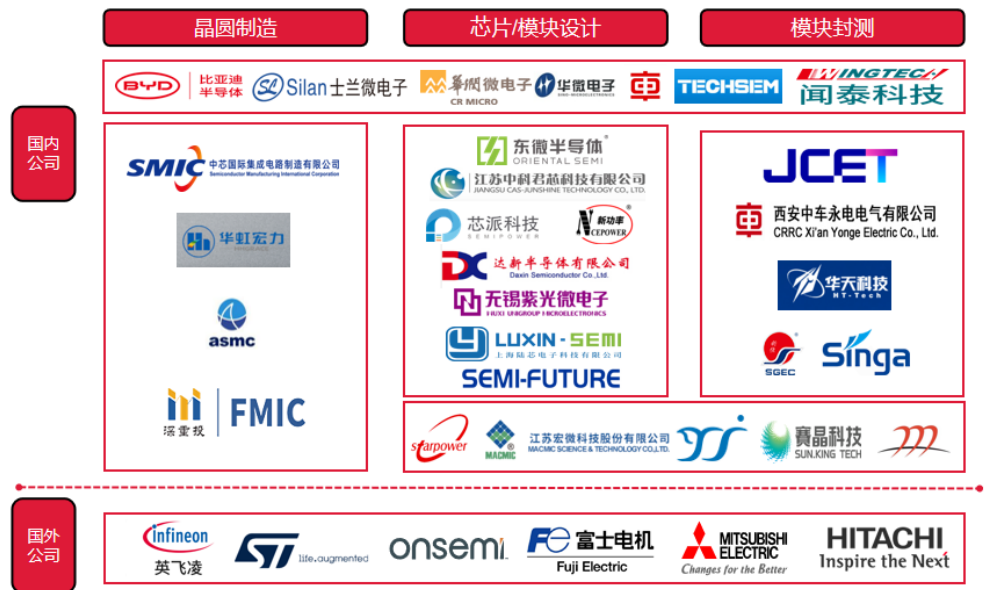 晶圆制造
芯片/模块设计
模块封测
国内
公司
BYD
比亚迪
半导体
SL
Silan 士兰微电子
華潤微电子
CR MICRO
华微电子
TECHSEM
WINGTECH
闻泰科技
SMIC
中芯国际集成电路制造有限公司
Semiconductor Manufacturing International Corporation
华虹宏力
asmc
FMIC
东微半导体
ORIENTAL SEMI
江苏中科君芯科技有限公司
JIANGSU CAS-JUNSHINE TECHNOLOGY CO., LTD.
芯派科技
SEMIPOWER
新功率
NCEPOWER
达新半导体有限公司
Daxin Semiconductor Co.,Ltd.
无锡紫光微电子
WUXI UNIGROUP MICROELECTRONICS
LUXIN-SEMI
上海陆芯电子科技有限公司
SEMI-FUTURE
JCET
西安中车永电电气有限公司
CRRC Xi'an Yonge Electric Co., Ltd.
华天科技
HT-Tech
SGEC
Singa
starpower
MACMIC
江苏宏微科技股份有限公司
MACMIC SCIENCE & TECHNOLOGY CO.,LTD.
赛晶科技
SUN.KING TECH
国外
公司
infineon
英飞凌
ST
life.augmented
onsemi
Fe 富士电机
Fuji Electric
MITSUBISHI
ELECTRIC
Changes for the Better
HITACHI
Inspire the Next